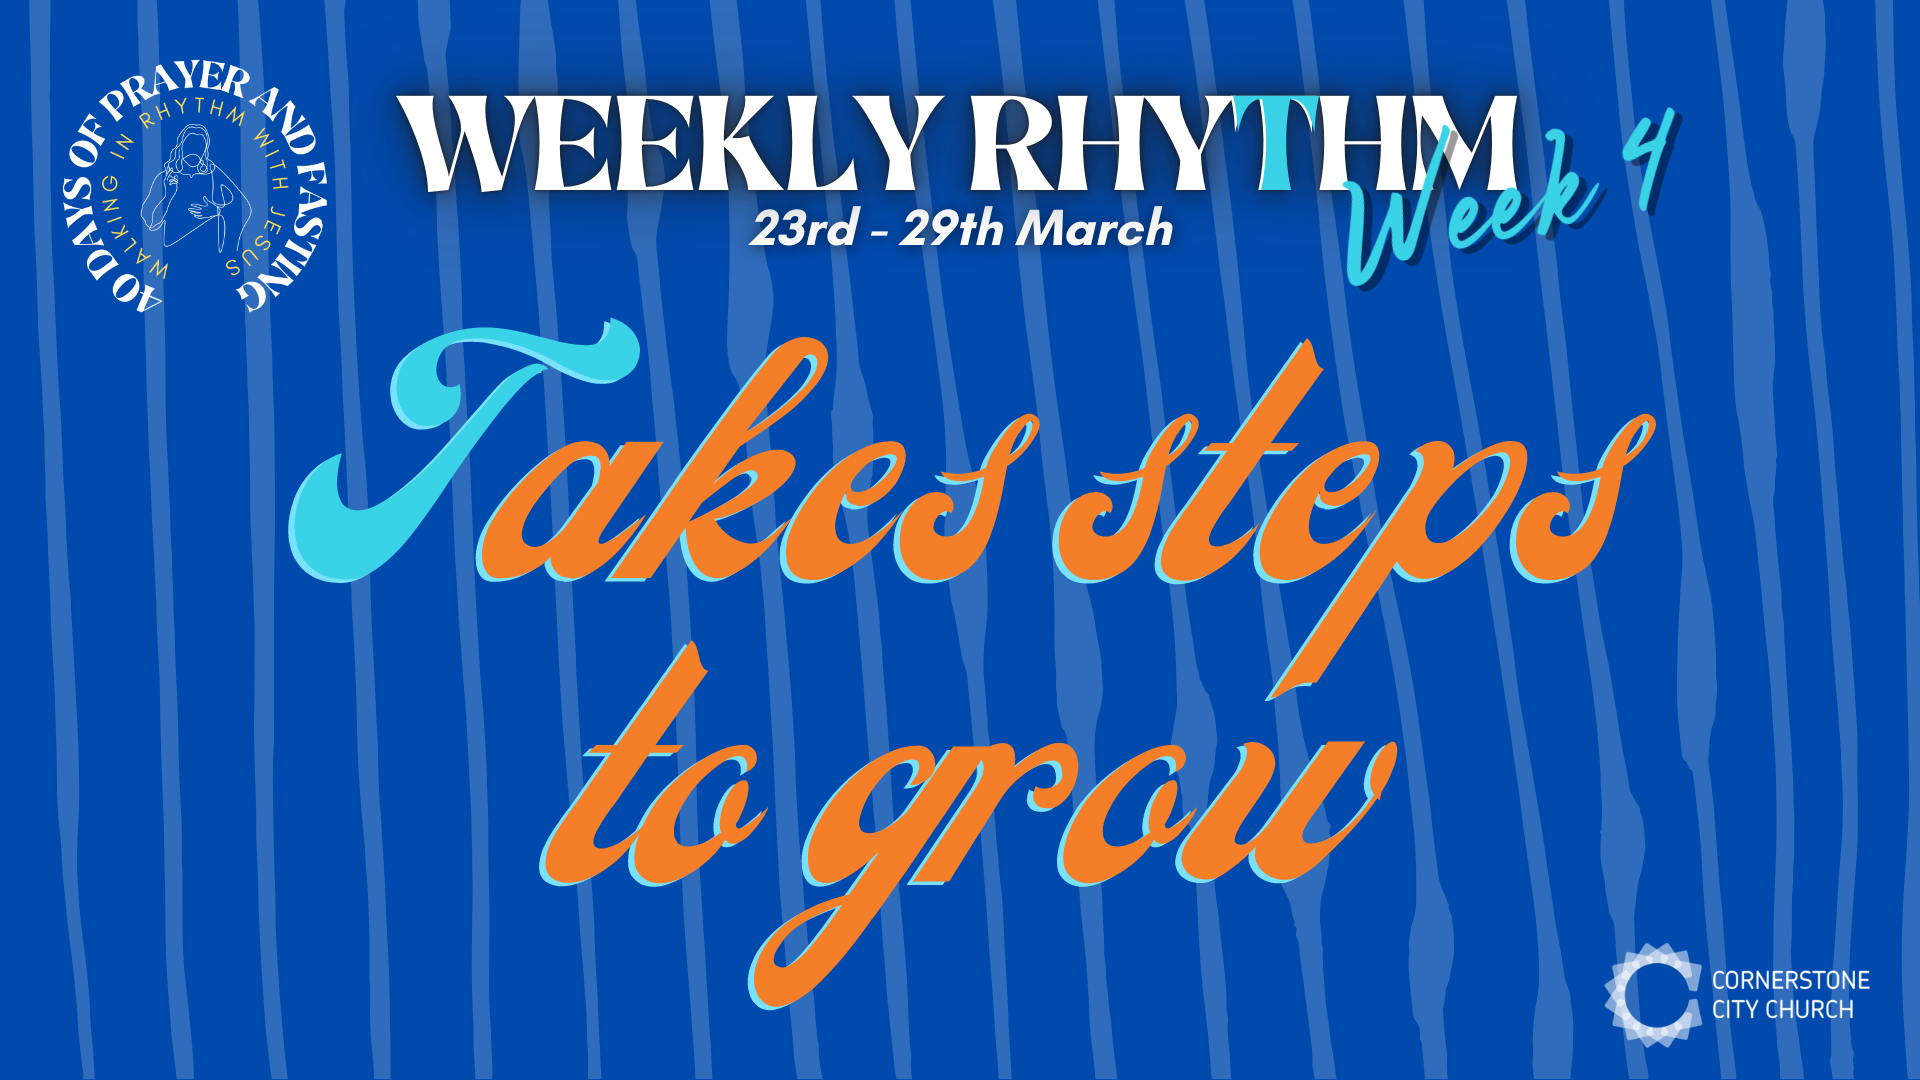 40 DAYS OF PRAYER AND FASTING
WALKING IN RHYTHM WITH JESUS
WEEKLY RHYTHM
Week 4
23rd - 29th March
Takes steps
to grow
CORNERSTONE
CITY CHURCH